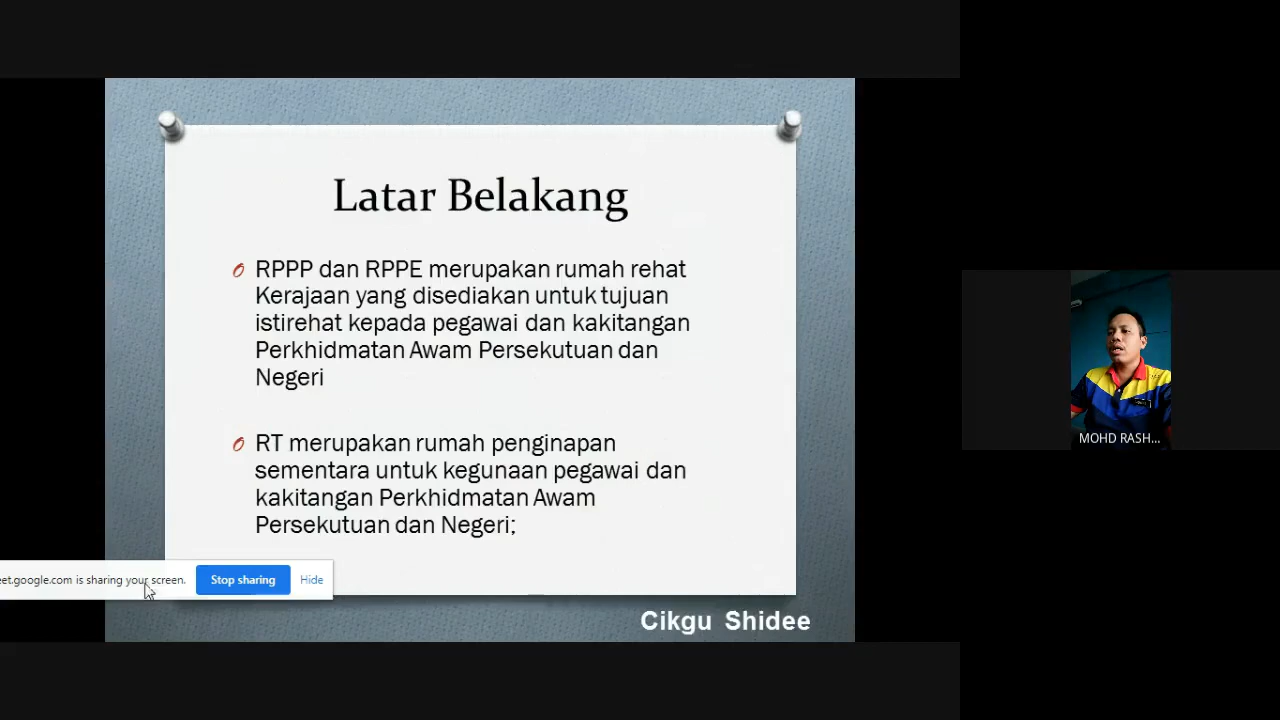 Latar Belakang
RPPP dan RPPE merupakan rumah rehat
Kerajaan yang disediakan untuk tujuan
istirehat kepada pegawai dan kakitangan
Perkhidmatan Awam Persekutuan dan
Negeri
RT merupakan rumah penginapan
sementara untuk kegunaan pegawai dan
kakitangan Perkhidmatan Awam
Persekutuan dan Negeri;
eet.google.com is sharing your screen.
Stop sharing
Hide
Cikgu Shidee
MOHD RASH...